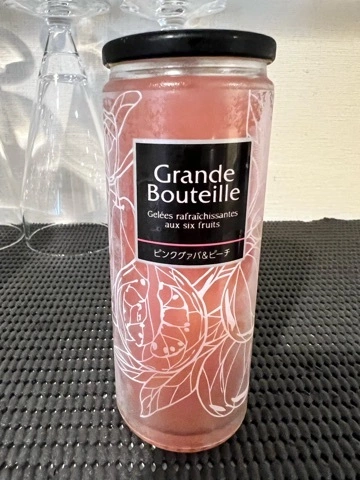 Grande
Bouteille
Gelées rafraîchissantes
aux six fruits
ピンクグァバ&ピーチ